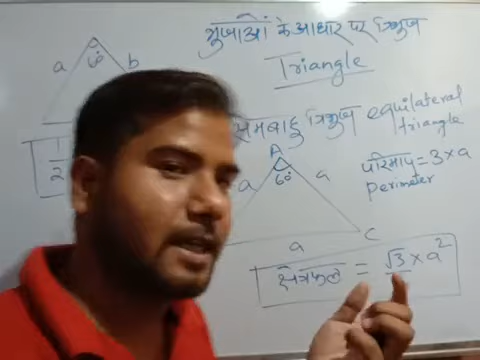 भुजाओं के आधार पर त्रिभुज
Triangle
a
60°
b
समबाहु त्रिभुज equilateral
triangle
A
60°
a
a
a
C
परिमाप = 3 × a
perimeter
1
2
क्षेत्रफल = √3 × a²